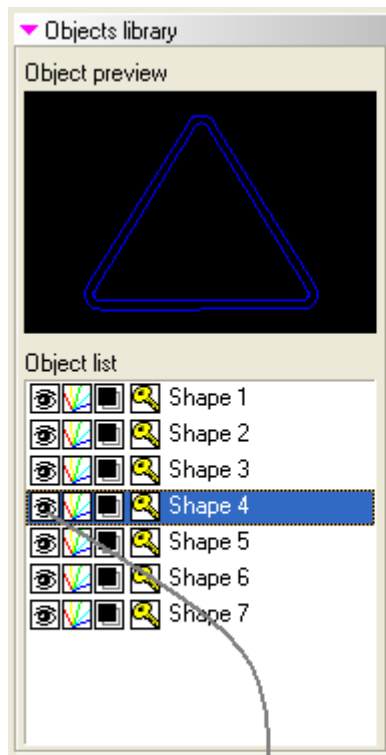 Objects library
Object preview
Object list
Shape 1
Shape 2
Shape 3
Shape 4
Shape 5
Shape 6
Shape 7